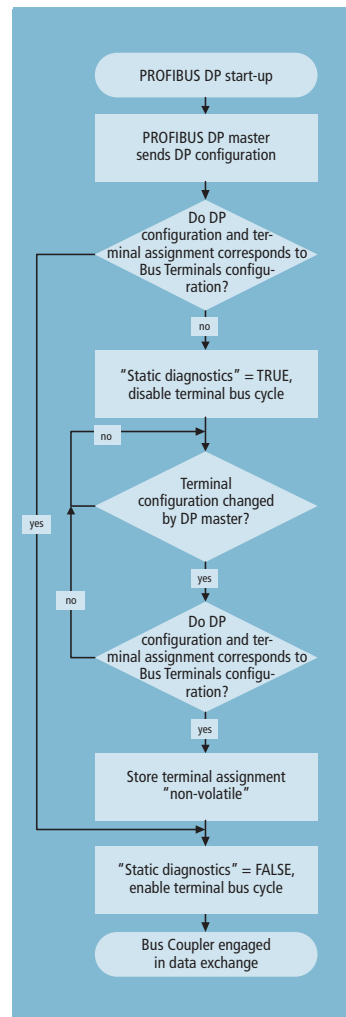 PROFIBUS DP start-up
PROFIBUS DP master
sends DP configuration
Do DP
configuration and ter-
minal assignment corresponds to
Bus Terminals configu-
ration?
no
"Static diagnostics" = TRUE,
disable terminal bus cycle
no
Terminal
configuration changed
by DP master?
yes
yes
no
Do DP
configuration and ter-
minal assignment corresponds to
Bus Terminals configu-
ration?
yes
Store terminal assignment
"non-volatile"
"Static diagnostics" = FALSE,
enable terminal bus cycle
Bus Coupler engaged
in data exchange